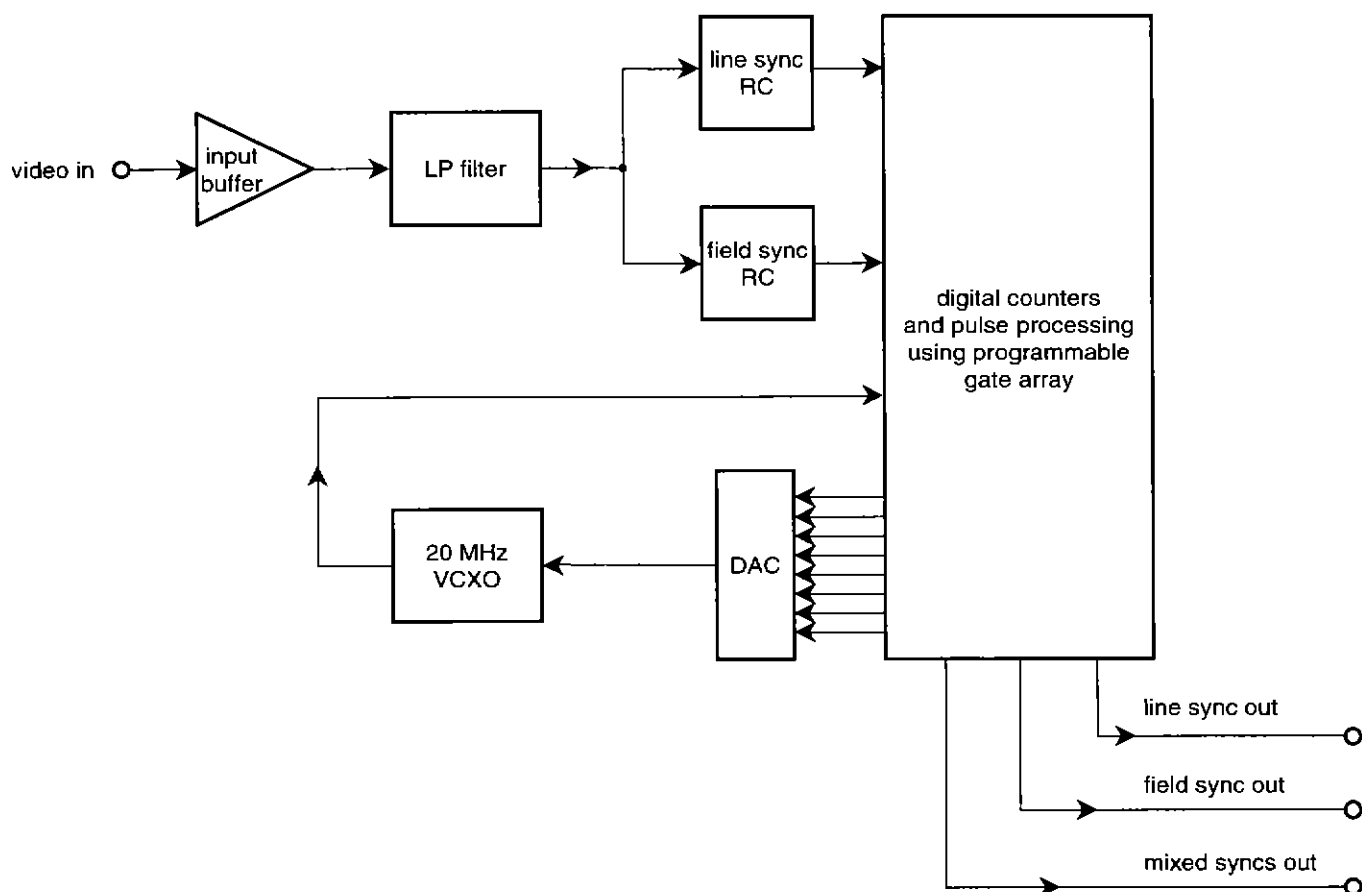 line sync
RC
video in
input
buffer
LP filter
field sync
RC
digital counters
and pulse processing
using programmable
gate array
20 MHz
VCXO
DAC
line sync out
field sync out
mixed syncs out